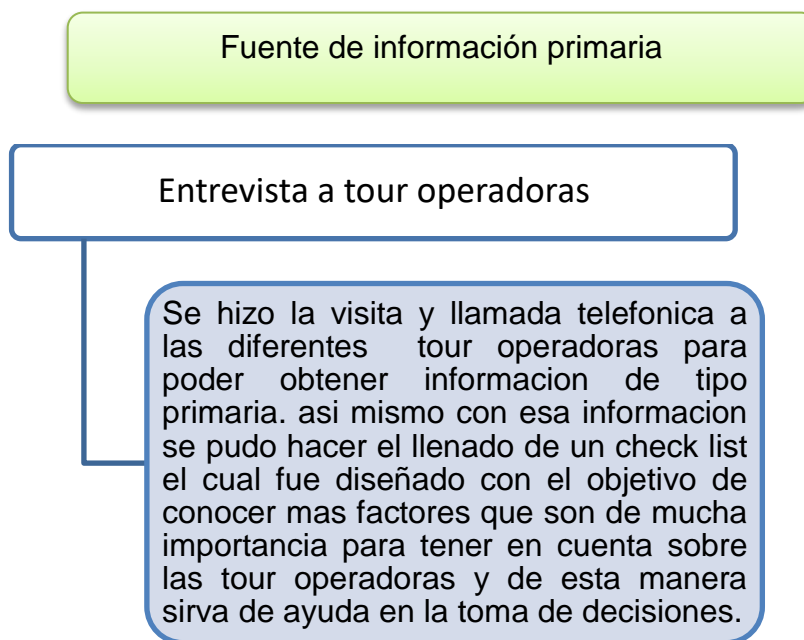 Fuente de información primaria
Entrevista a tour operadoras
Se hizo la visita y llamada telefonica a
las diferentes tour operadoras para
poder obtener informacion de tipo
primaria. asi mismo con esa informacion
se pudo hacer el llenado de un check list
el cual fue diseñado con el objetivo de
conocer mas factores que son de mucha
importancia para tener en cuenta sobre
las tour operadoras y de esta manera
sirva de ayuda en la toma de decisiones.